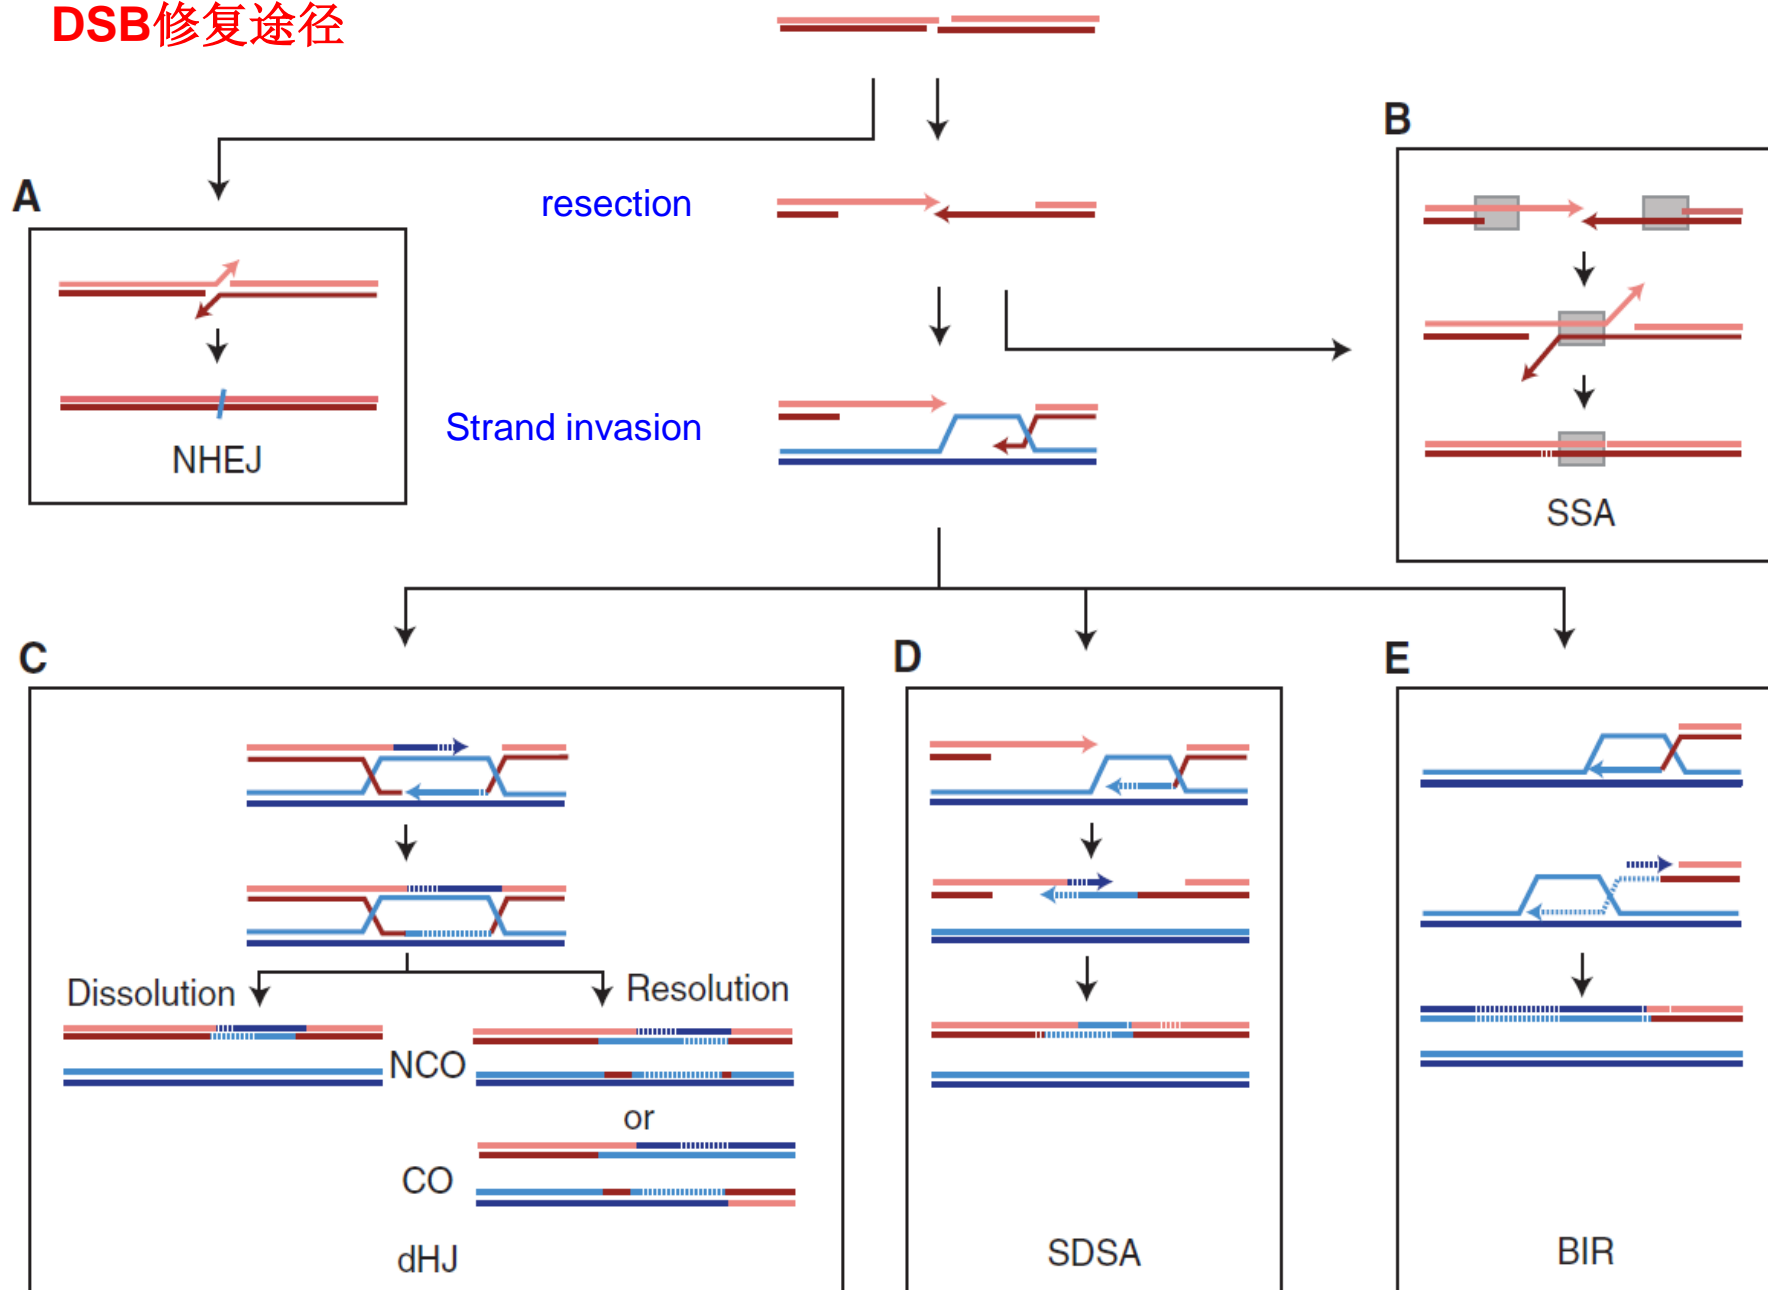 DSB修复途径
B
A
resection
NHEJ
Strand invasion
SSA
C
D
E
Dissolution
Resolution
NCO
or
CO
dHJ
SDSA
BIR